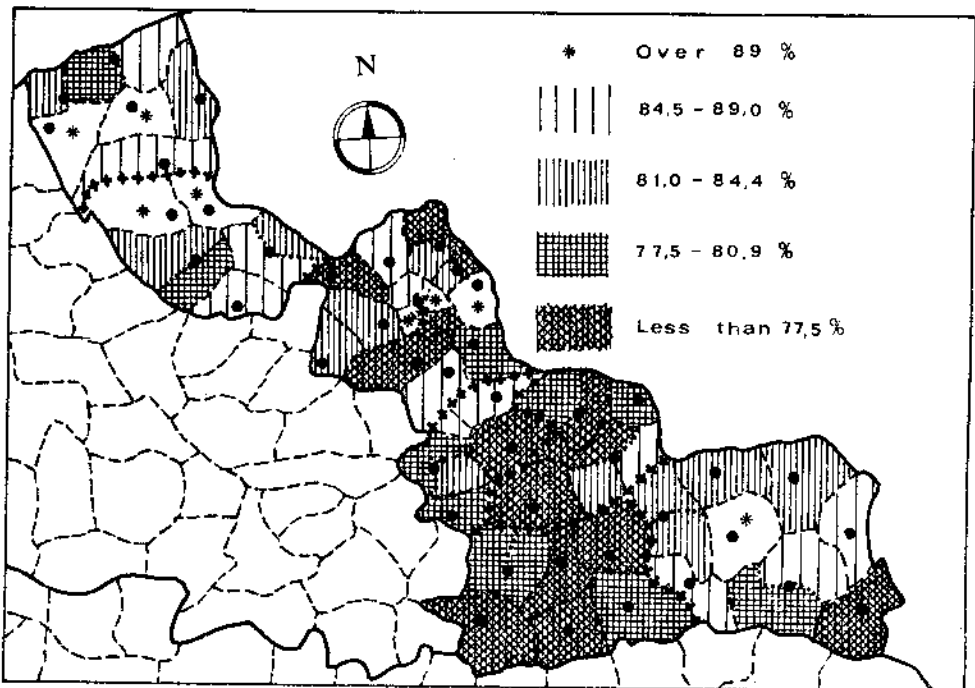 N
Over 89 %
84,5 - 89,0 %
81,0 - 84,4 %
77,5 - 80,9 %
Less than 77,5 %